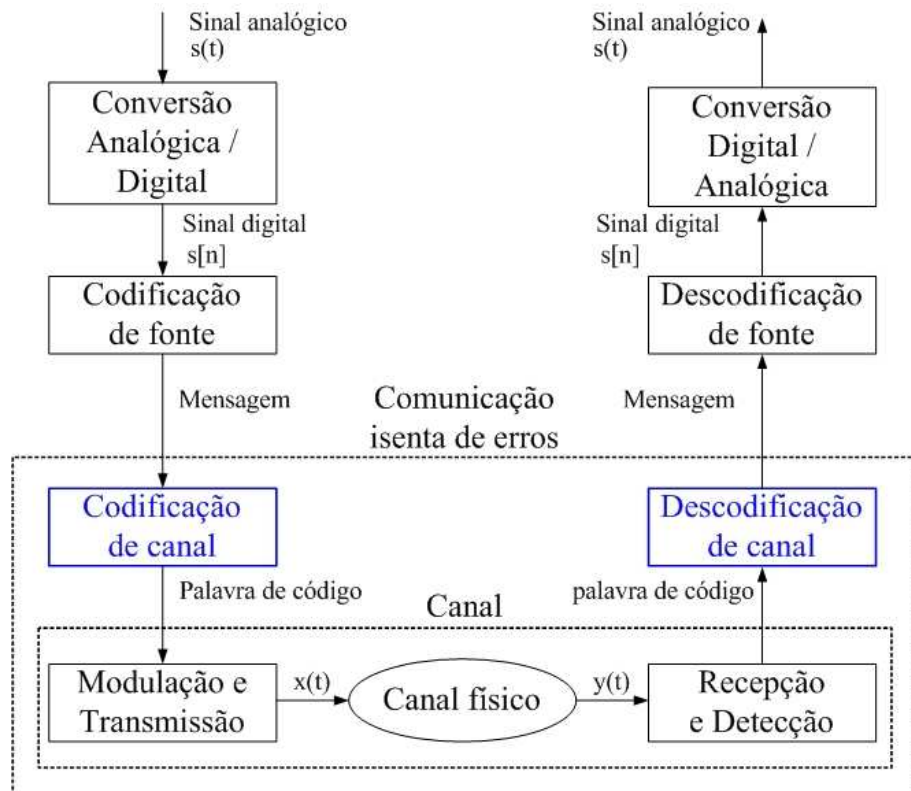 Sinal analógico
s(t)
Conversão
Analógica /
Digital
Sinal digital
s[n]
Codificação
de fonte
Mensagem
Sinal analógico
s(t)
Conversão
Digital /
Analógica
Sinal digital
s[n]
Descodificação
de fonte
Mensagem
Comunicação
isenta de erros
Codificação
de canal
Palavra de código
Descodificação
de canal
palavra de código
Canal
Modulação e
Transmissão
x(t)
Canal físico
y(t)
Recepção
e Detecção